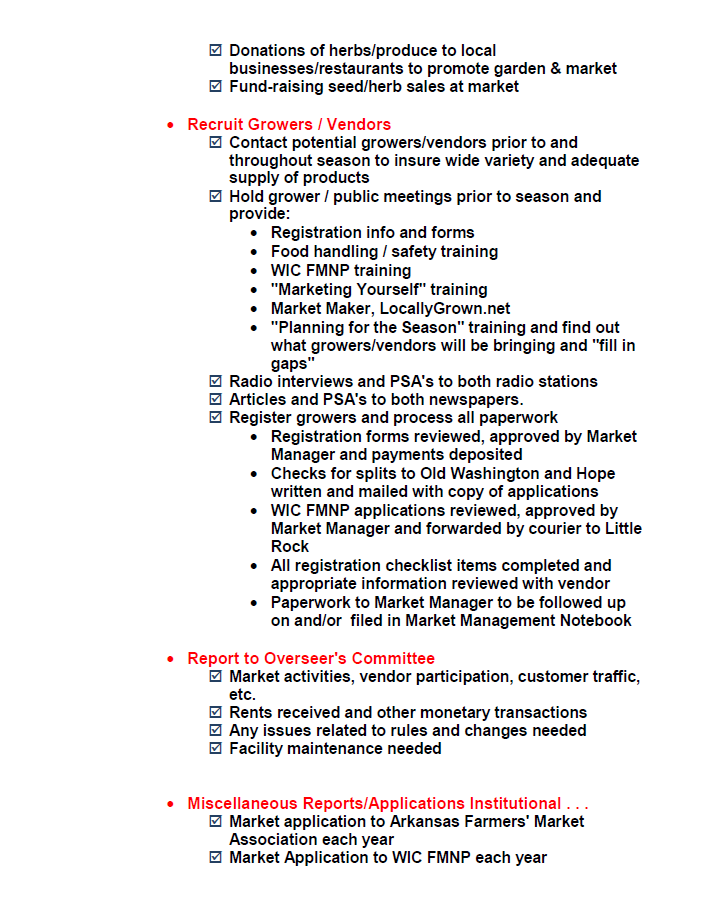 ☑ Donations of herbs/produce to local
businesses/restaurants to promote garden & market
☑ Fund-raising seed/herb sales at market
• Recruit Growers / Vendors
☑ Contact potential growers/vendors prior to and
throughout season to insure wide variety and adequate
supply of products
☑ Hold grower / public meetings prior to season and
provide:
• Registration info and forms
• Food handling / safety training
• WIC FMNP training
• "Marketing Yourself" training
• Market Maker, LocallyGrown.net
• "Planning for the Season" training and find out
what growers/vendors will be bringing and "fill in
gaps"
☑ Radio interviews and PSA's to both radio stations
☑ Articles and PSA's to both newspapers.
☑ Register growers and process all paperwork
• Registration forms reviewed, approved by Market
Manager and payments deposited
• Checks for splits to Old Washington and Hope
written and mailed with copy of applications
• WIC FMNP applications reviewed, approved by
Market Manager and forwarded by courier to Little
Rock
• All registration checklist items completed and
appropriate information reviewed with vendor
• Paperwork to Market Manager to be followed up
on and/or  filed in Market Management Notebook
• Report to Overseer's Committee
☑ Market activities, vendor participation, customer traffic,
etc.
☑ Rents received and other monetary transactions
☑ Any issues related to rules and changes needed
☑ Facility maintenance needed
• Miscellaneous Reports/Applications Institutional . . .
☑ Market application to Arkansas Farmers' Market
Association each year
☑ Market Application to WIC FMNP each year